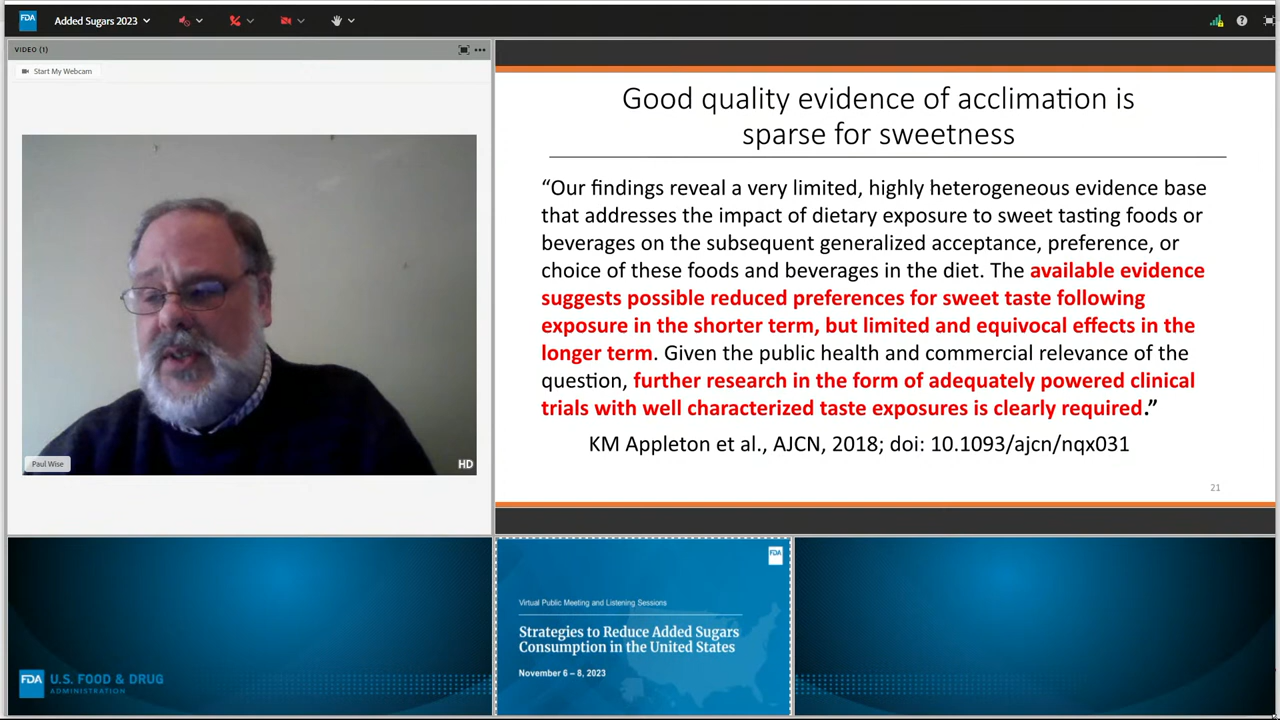 FDA
Added Sugars 2023
VIDEO (1)
Start My Webcam
Paul Wise
HD
Good quality evidence of acclimation is
sparse for sweetness
“Our findings reveal a very limited, highly heterogeneous evidence base
that addresses the impact of dietary exposure to sweet tasting foods or
beverages on the subsequent generalized acceptance, preference, or
choice of these foods and beverages in the diet. The available evidence
suggests possible reduced preferences for sweet taste following
exposure in the shorter term, but limited and equivocal effects in the
longer term. Given the public health and commercial relevance of the
question, further research in the form of adequately powered clinical
trials with well characterized taste exposures is clearly required.”
KM Appleton et al., AJCN, 2018; doi: 10.1093/ajcn/nqx031
21
FDA
U.S. FOOD & DRUG
ADMINISTRATION
FDA
Virtual Public Meeting and Listening Sessions
Strategies to Reduce Added Sugars
Consumption in the United States
November 6 – 8, 2023